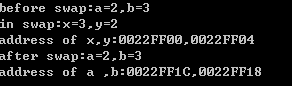 before swap:a=2,b=3
in swap:x=3,y=2
address of x,y:0022FF00,0022FF04
after swap:a=2,b=3
address of a ,b:0022FF1C,0022FF18